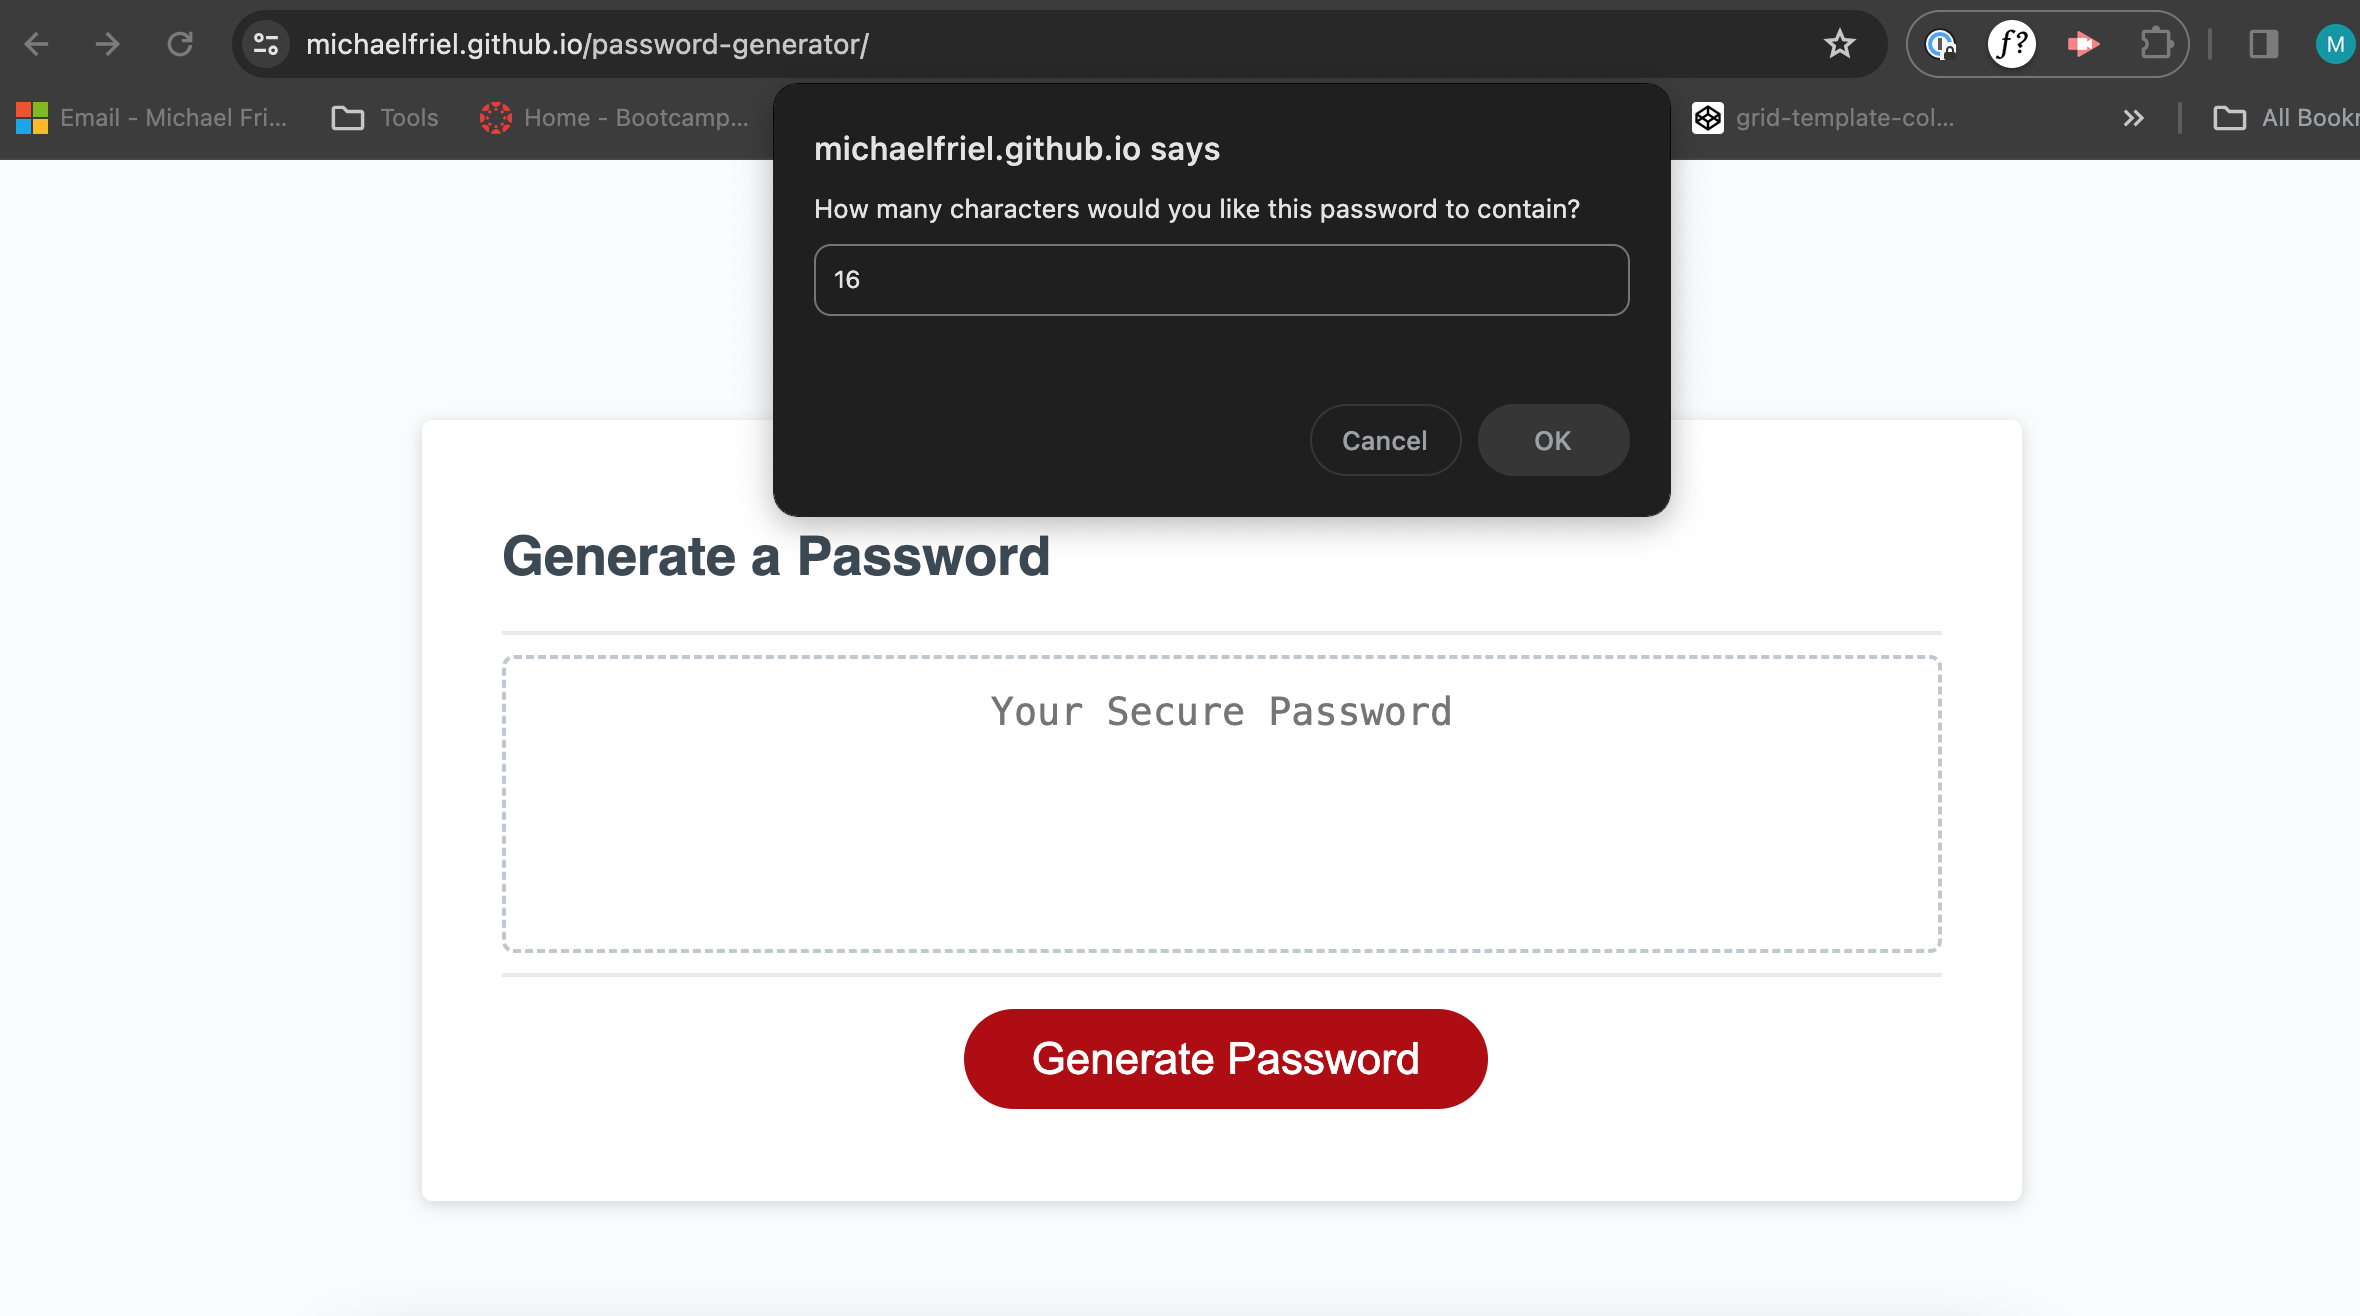 michaelfriel.github.io/password-generator/
f?
M
Email - Michael Fri...
Tools
Home - Bootcamp...
grid-template-col...
All Bookr
michaelfriel.github.io says
How many characters would you like this password to contain?
16
Cancel
OK
Generate a Password
Your Secure Password
Generate Password